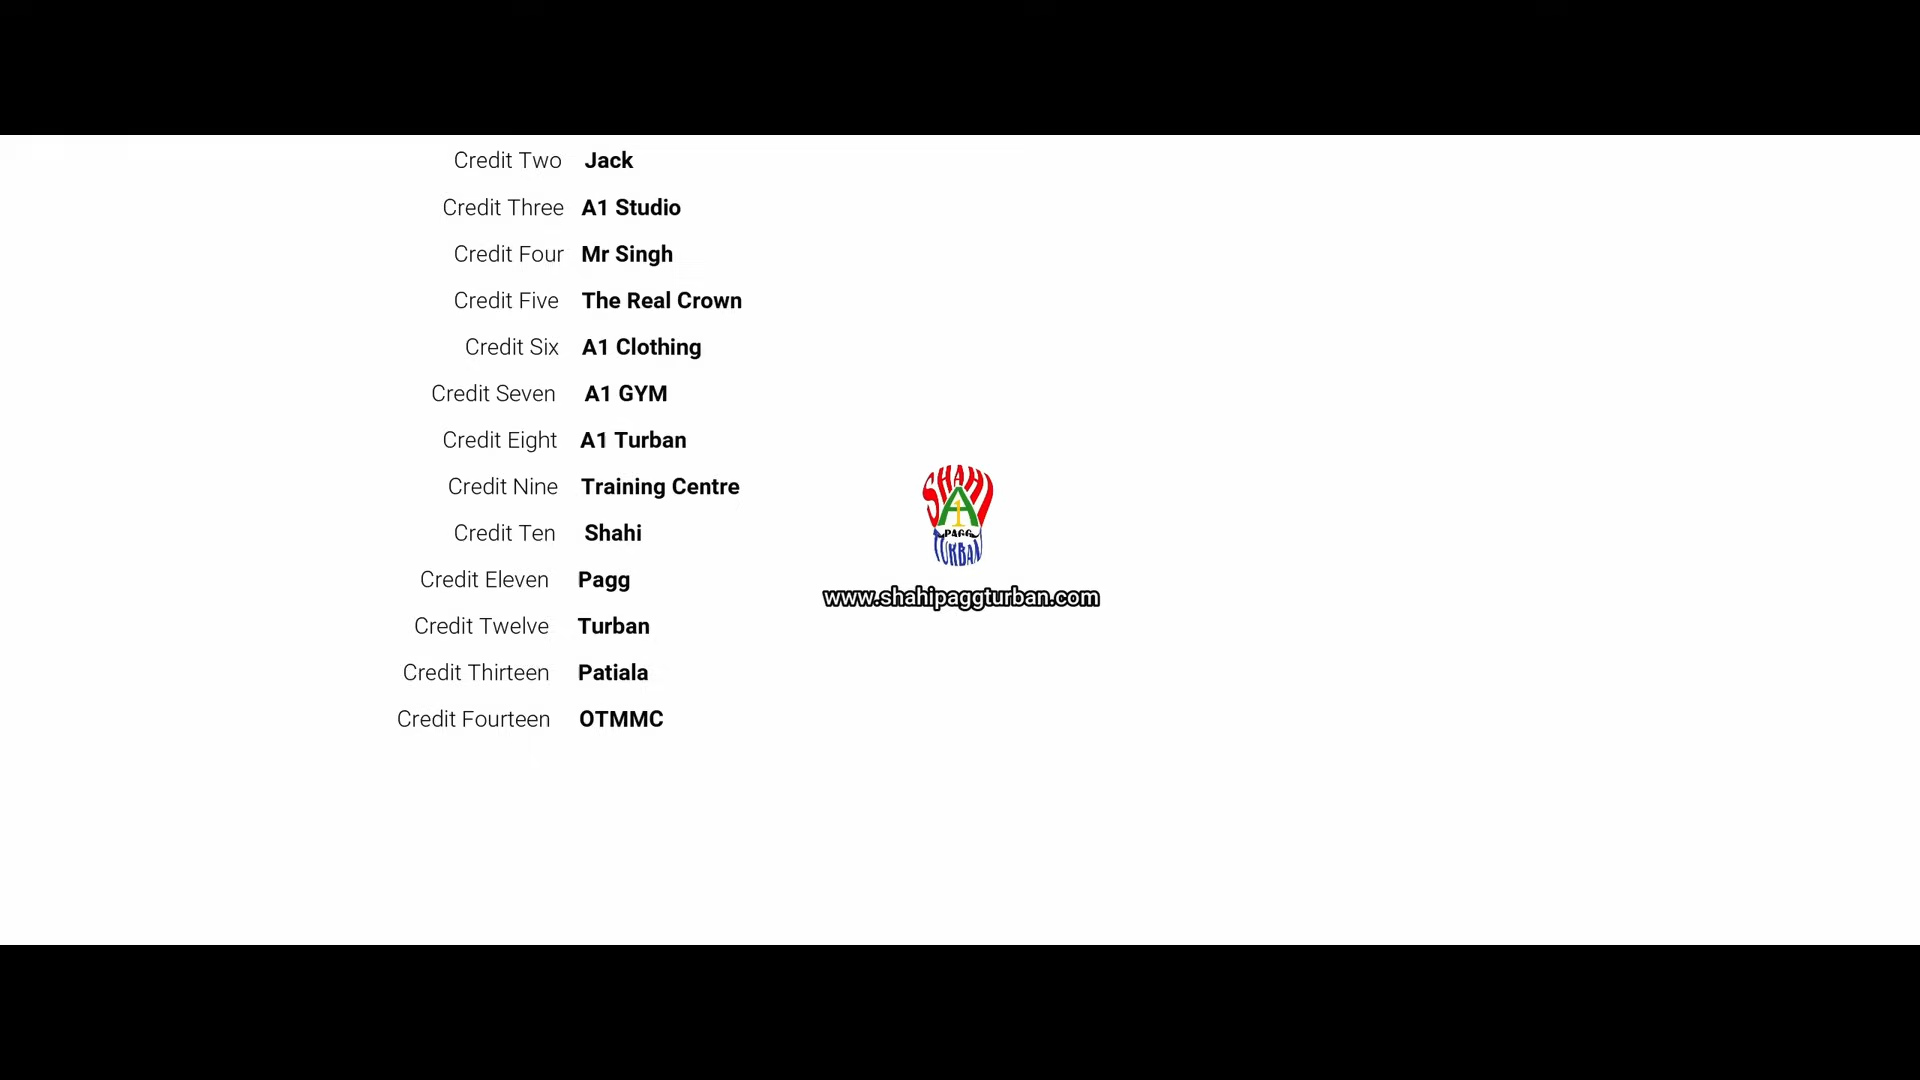 Credit Two Jack
Credit Three A1 Studio
Credit Four Mr Singh
Credit Five The Real Crown
Credit Six A1 Clothing
Credit Seven A1 GYM
Credit Eight A1 Turban
Credit Nine Training Centre
Credit Ten Shahi
Credit Eleven Pagg
Credit Twelve Turban
Credit Thirteen Patiala
Credit Fourteen OTMMC
SHAHI
A1
PAGG
TURBAN
www.shahipaggturban.com